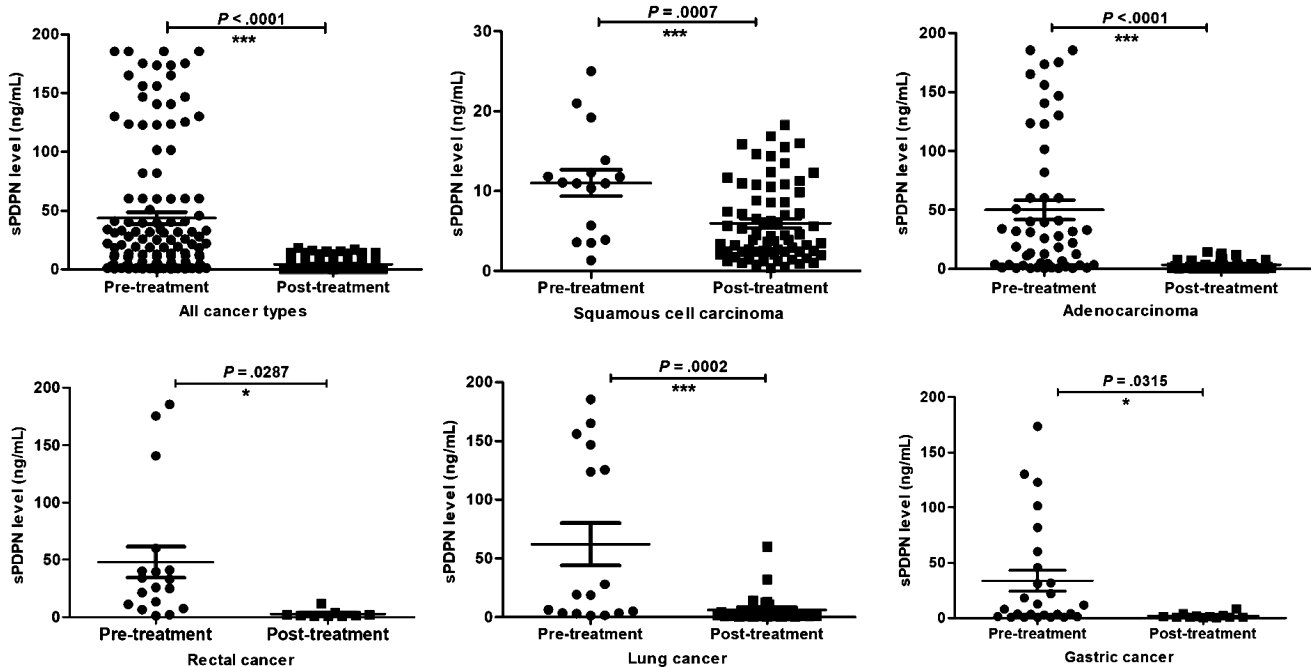 P < .0001
***
sPDPN level (ng/mL)
200
150
100
50
0
Pre-treatment Post-treatment
All cancer types
P = .0007
***
sPDPN level (ng/mL)
30
20
10
0
Pre-treatment Post-treatment
Squamous cell carcinoma
P <.0001
***
sPDPN level (ng/mL)
200
150
100
50
0
Pre-treatment Post-treatment
Adenocarcinoma
P = .0287
*
sPDPN level (ng/mL)
200
150
100
50
0
Pre-treatment Post-treatment
Rectal cancer
P = .0002
***
sPDPN level (ng/mL)
200
150
100
50
0
Pre-treatment Post-treatment
Lung cancer
P = .0315
*
sPDPN level (ng/mL)
200
150
100
50
0
Pre-treatment Post-treatment
Gastric cancer